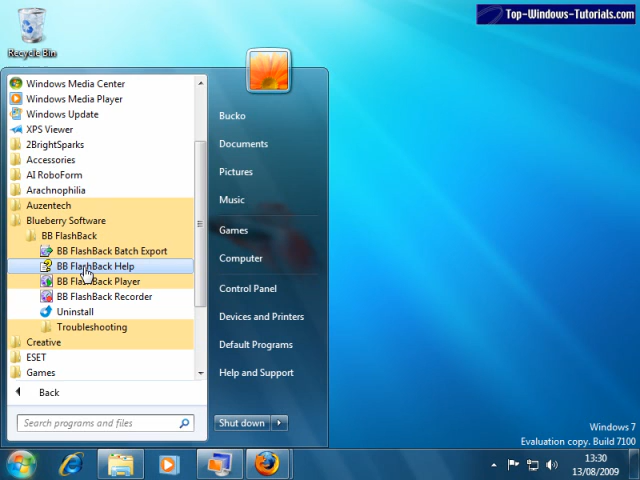 Top-Windows-Tutorials.com
Recycle Bin
Windows Media Center
Windows Media Player
Windows Update
XPS Viewer
2BrightSparks
Accessories
AI RoboForm
Arachnophilia
Auzentech
Blueberry Software
BB FlashBack
BB FlashBack Batch Export
BB FlashBack Help
BB FlashBack Player
BB FlashBack Recorder
Uninstall
Troubleshooting
Creative
ESET
Games
Back
Search programs and files
Bucko
Documents
Pictures
Music
Games
Computer
Control Panel
Devices and Printers
Default Programs
Help and Support
Shut down
Windows 7
Evaluation copy. Build 7100
13:30
13/08/2009